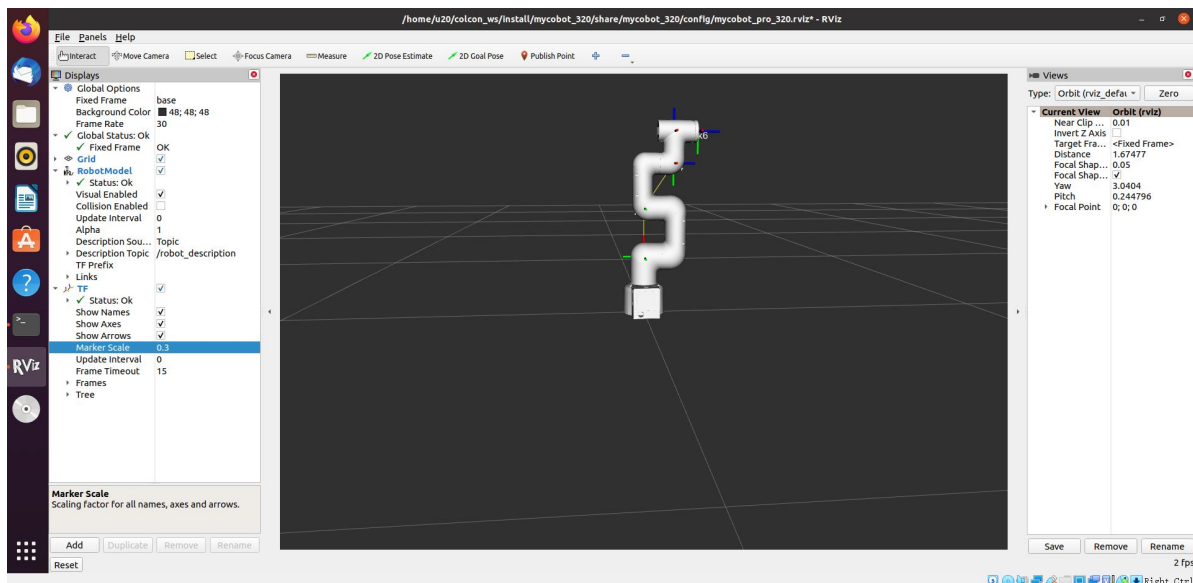 /home/u20/colcon_ws/install/mycobot_320/share/mycobot_320/config/mycobot_pro_320.rviz* - RViz
File Panels Help
Interact Move Camera Select Focus Camera Measure 2D Pose Estimate 2D Goal Pose Publish Point
Displays
Global Options
Fixed Frame base
Background Color 48; 48; 48
Frame Rate 30
Global Status: Ok
Fixed Frame OK
Grid
RobotModel
Status: Ok
Visual Enabled
Collision Enabled
Update Interval 0
Alpha 1
Description Sou... Topic
Description Topic /robot_description
TF Prefix
Links
TF
Status: Ok
Show Names
Show Axes
Show Arrows
Marker Scale 0.3
Update Interval 0
Frame Timeout 15
Frames
Tree
Marker Scale
Scaling factor for all names, axes and arrows.
Add Duplicate Remove Rename
Reset
Views
Type: Orbit (rviz_defau Zero
Current View Orbit (rviz)
Near Clip ... 0.01
Invert Z Axis
Target Fra... <Fixed Frame>
Distance 1.67477
Focal Shap... 0.05
Focal Shap...
Yaw 3.0404
Pitch 0.244796
Focal Point 0; 0; 0
Save Remove Rename
2 fps
Right Ctrl
RViz